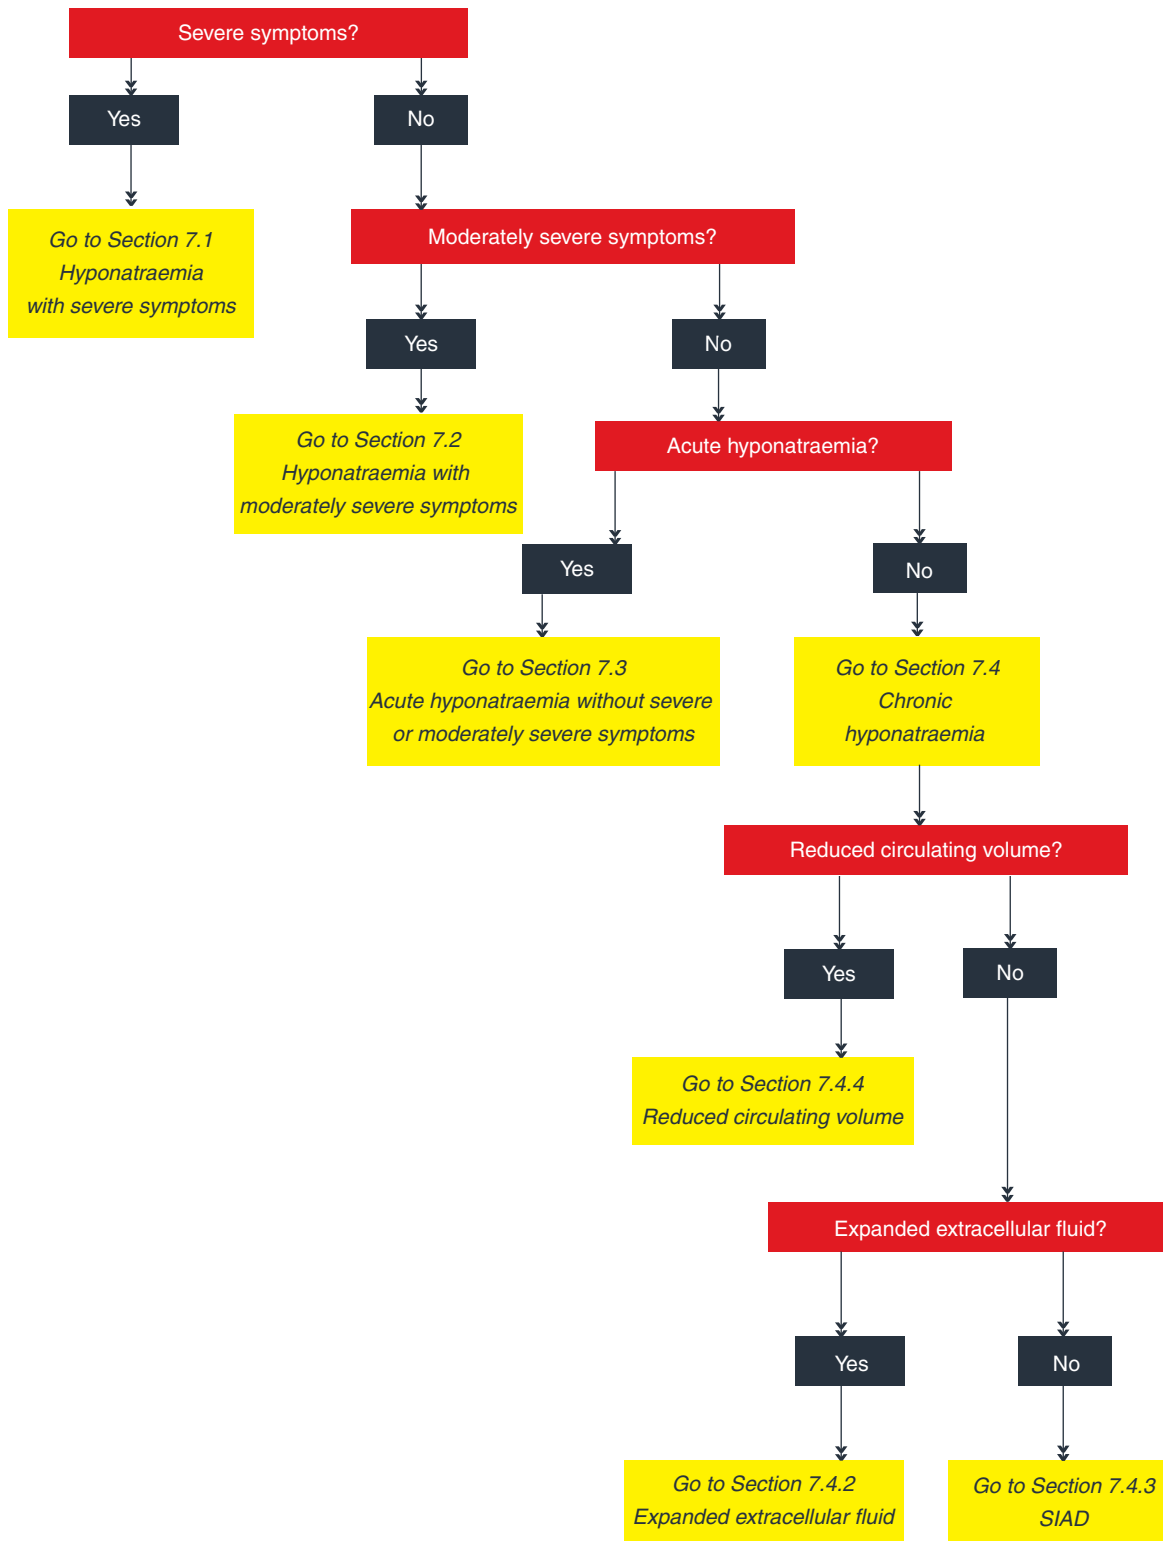 Severe symptoms?
Yes
No
Go to Section 7.1
Hyponatraemia
with severe symptoms
Moderately severe symptoms?
Yes
No
Go to Section 7.2
Hyponatraemia with
moderately severe symptoms
Acute hyponatraemia?
Yes
No
Go to Section 7.3
Acute hyponatraemia without severe
or moderately severe symptoms
Go to Section 7.4
Chronic
hyponatraemia
Reduced circulating volume?
Yes
No
Go to Section 7.4.4
Reduced circulating volume
Expanded extracellular fluid?
Yes
No
Go to Section 7.4.2
Expanded extracellular fluid
Go to Section 7.4.3
SIAD